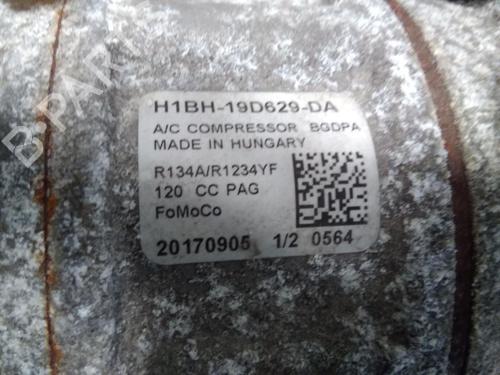 H1BH-19D629-DA
A/C COMPRESSOR BGDPA
MADE IN HUNGARY
R134A/R1234YF
120 CC PAG
FoMoCo
20170905 1/2 0564
B PARTS